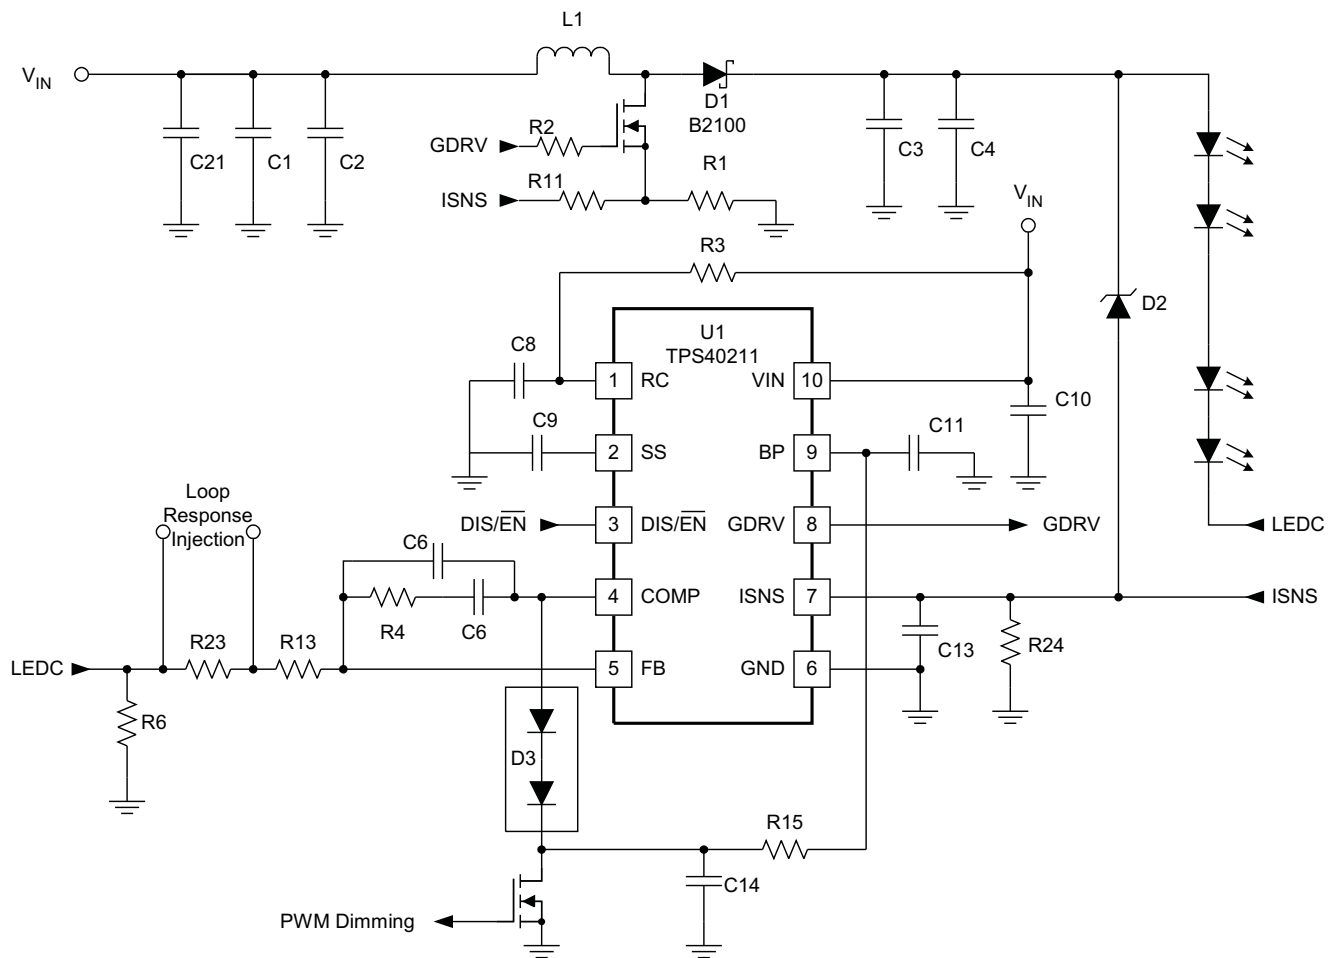 L1
VIN
D1
B2100
R2
GDRV
C21
C1
C2
R11
R1
ISNS
C3
C4
VIN
R3
D2
U1
TPS40211
C8
1
RC
VIN
10
C10
C9
C11
2
SS
BP
9
Loop
Response
Injection
DIS/EN
3
DIS/EN
GDRV
8
GDRV
LEDC
C6
4
COMP
ISNS
7
ISNS
R4
C6
C13
R24
R23
R13
LEDC
5
FB
GND
6
R6
D3
R15
C14
PWM Dimming